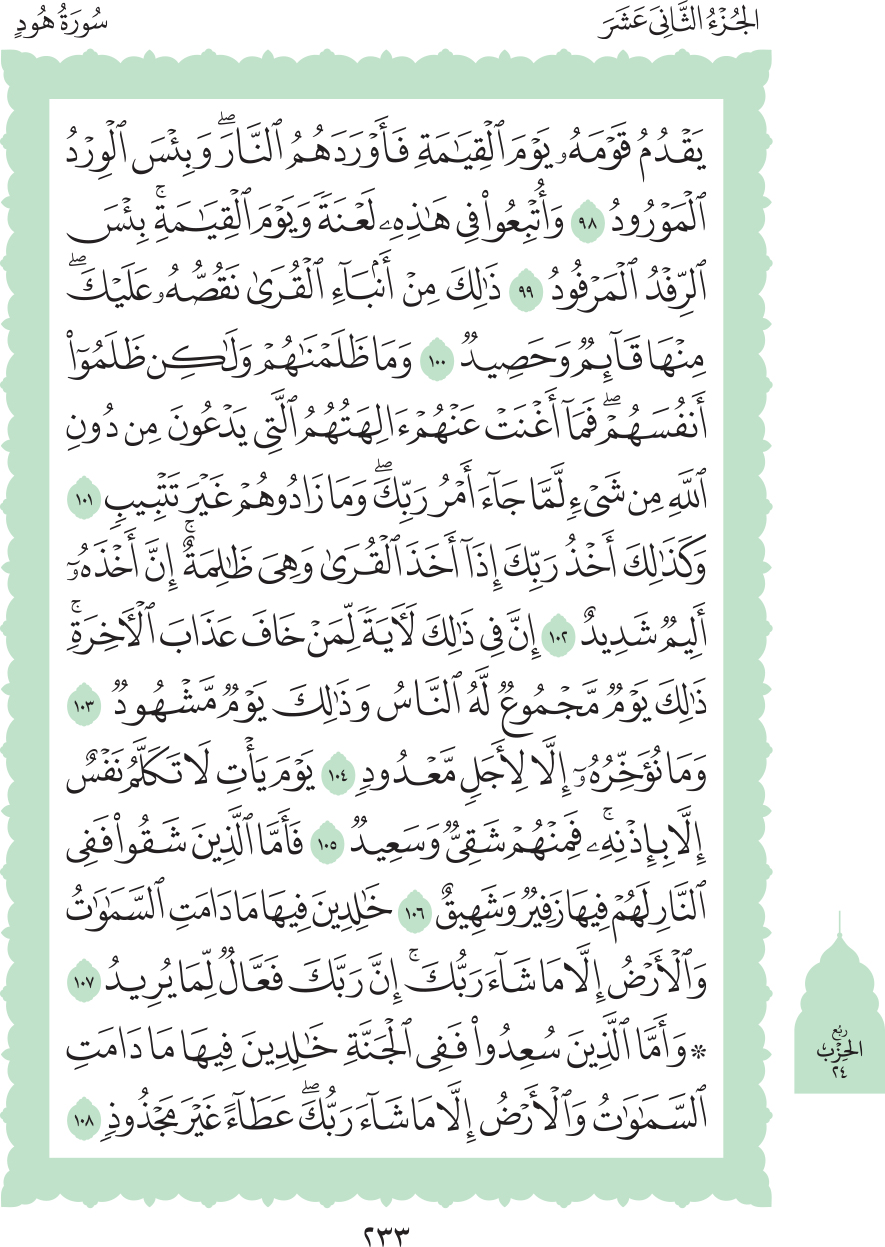 الجُزْءُ الثَّانِيَ عَشَرَ
سُورَةُ هُودٍ
يَقۡدُمُ قَوۡمَهُۥ يَوۡمَ ٱلۡقِيَٰمَةِ فَأَوۡرَدَهُمُ ٱلنَّارَۖ وَبِئۡسَ ٱلۡوِرۡدُ
ٱلۡمَوۡرُودُ ٩٨ وَأُتۡبِعُواْ فِي هَٰذِهِۦ لَعۡنَةٗ وَيَوۡمَ ٱلۡقِيَٰمَةِۚ بِئۡسَ
ٱلرِّفۡدُ ٱلۡمَرۡفُودُ ٩٩ ذَٰلِكَ مِنۡ أَنۢبَآءِ ٱلۡقُرَىٰ نَقُصُّهُۥ عَلَيۡكَۖ
مِنۡهَا قَآئِمٞ وَحَصِيدٞ ١٠٠ وَمَا ظَلَمۡنَٰهُمۡ وَلَٰكِن ظَلَمُوٓاْ
أَنفُسَهُمۡۖ فَمَآ أَغۡنَتۡ عَنۡهُمۡ ءَالِهَتُهُمُ ٱلَّتِي يَدۡعُونَ مِن دُونِ
ٱللَّهِ مِن شَيۡءٖ لَّمَّا جَآءَ أَمۡرُ رَبِّكَۖ وَمَا زَادُوهُمۡ غَيۡرَ تَتۡبِيبٖ ١٠١
وَكَذَٰلِكَ أَخۡذُ رَبِّكَ إِذَآ أَخَذَ ٱلۡقُرَىٰ وَهِيَ ظَٰلِمَةٌۚ إِنَّ أَخۡذَهُۥٓ
أَلِيمٞ شَدِيدٌ ١٠٢ إِنَّ فِي ذَٰلِكَ لَأٓيَةٗ لِّمَنۡ خَافَ عَذَابَ ٱلۡأٓخِرَةِۚ
ذَٰلِكَ يَوۡمٞ مَّجۡمُوعٞ لَّهُ ٱلنَّاسُ وَذَٰلِكَ يَوۡمٞ مَّشۡهُودٞ ١٠٣
وَمَا نُؤَخِّرُهُۥٓ إِلَّا لِأَجَلٖ مَّعۡدُودٖ ١٠٤ يَوۡمَ يَأۡتِ لَا تَكَلَّمُ نَفۡسٌ
إِلَّا بِإِذۡنِهِۦۚ فَمِنۡهُمۡ شَقِيّٞ وَسَعِيدٞ ١٠٥ فَأَمَّا ٱلَّذِينَ شَقُواْ فَفِي
ٱلنَّارِ لَهُمۡ فِيهَا زَفِيرٞ وَشَهِيقٌ ١٠٦ خَٰلِدِينَ فِيهَا مَا دَامَتِ ٱلسَّمَٰوَٰتُ
وَٱلۡأَرۡضُ إِلَّا مَا شَآءَ رَبُّكَۚ إِنَّ رَبَّكَ فَعَّالٞ لِّمَا يُرِيدُ ١٠٧
۞ وَأَمَّا ٱلَّذِينَ سُعِدُواْ فَفِي ٱلۡجَنَّةِ خَٰلِدِينَ فِيهَا مَا دَامَتِ
ٱلسَّمَٰوَٰتُ وَٱلۡأَرۡضُ إِلَّا مَا شَآءَ رَبُّكَۖ عَطَآءً غَيۡرَ مَجۡذُوذٖ ١٠٨
ربع
الحِزْب
٢٤
٢٣٣